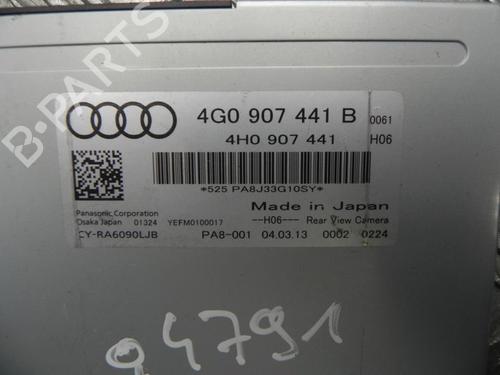 4G0 907 441 B 0061
4H0 907 441 H06
*525 PA8J33G10SY*
Made in Japan
Panasonic Corporation
Osaka Japan 01324 YEFM0100017 --H06--- Rear View Camera
CY-RA6090LJB PA8-001 04.03.13 0002 0224
94791